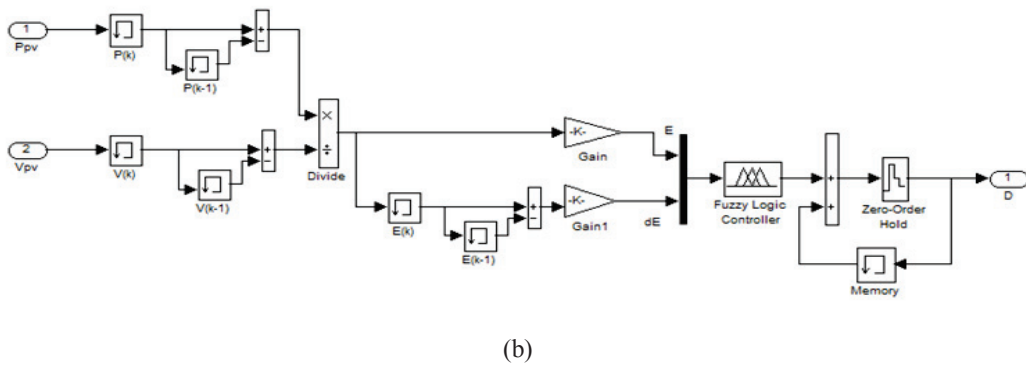 1
Ppv
P(k)
+
−
P(k-1)
2
Vpv
V(k)
+
−
V(k-1)
×
÷
Divide
E(k)
+
−
E(k-1)
-K-
Gain
-K-
Gain1
E
dE
Fuzzy Logic
Controller
+
+
Zero-Order
Hold
Memory
1
D
(b)